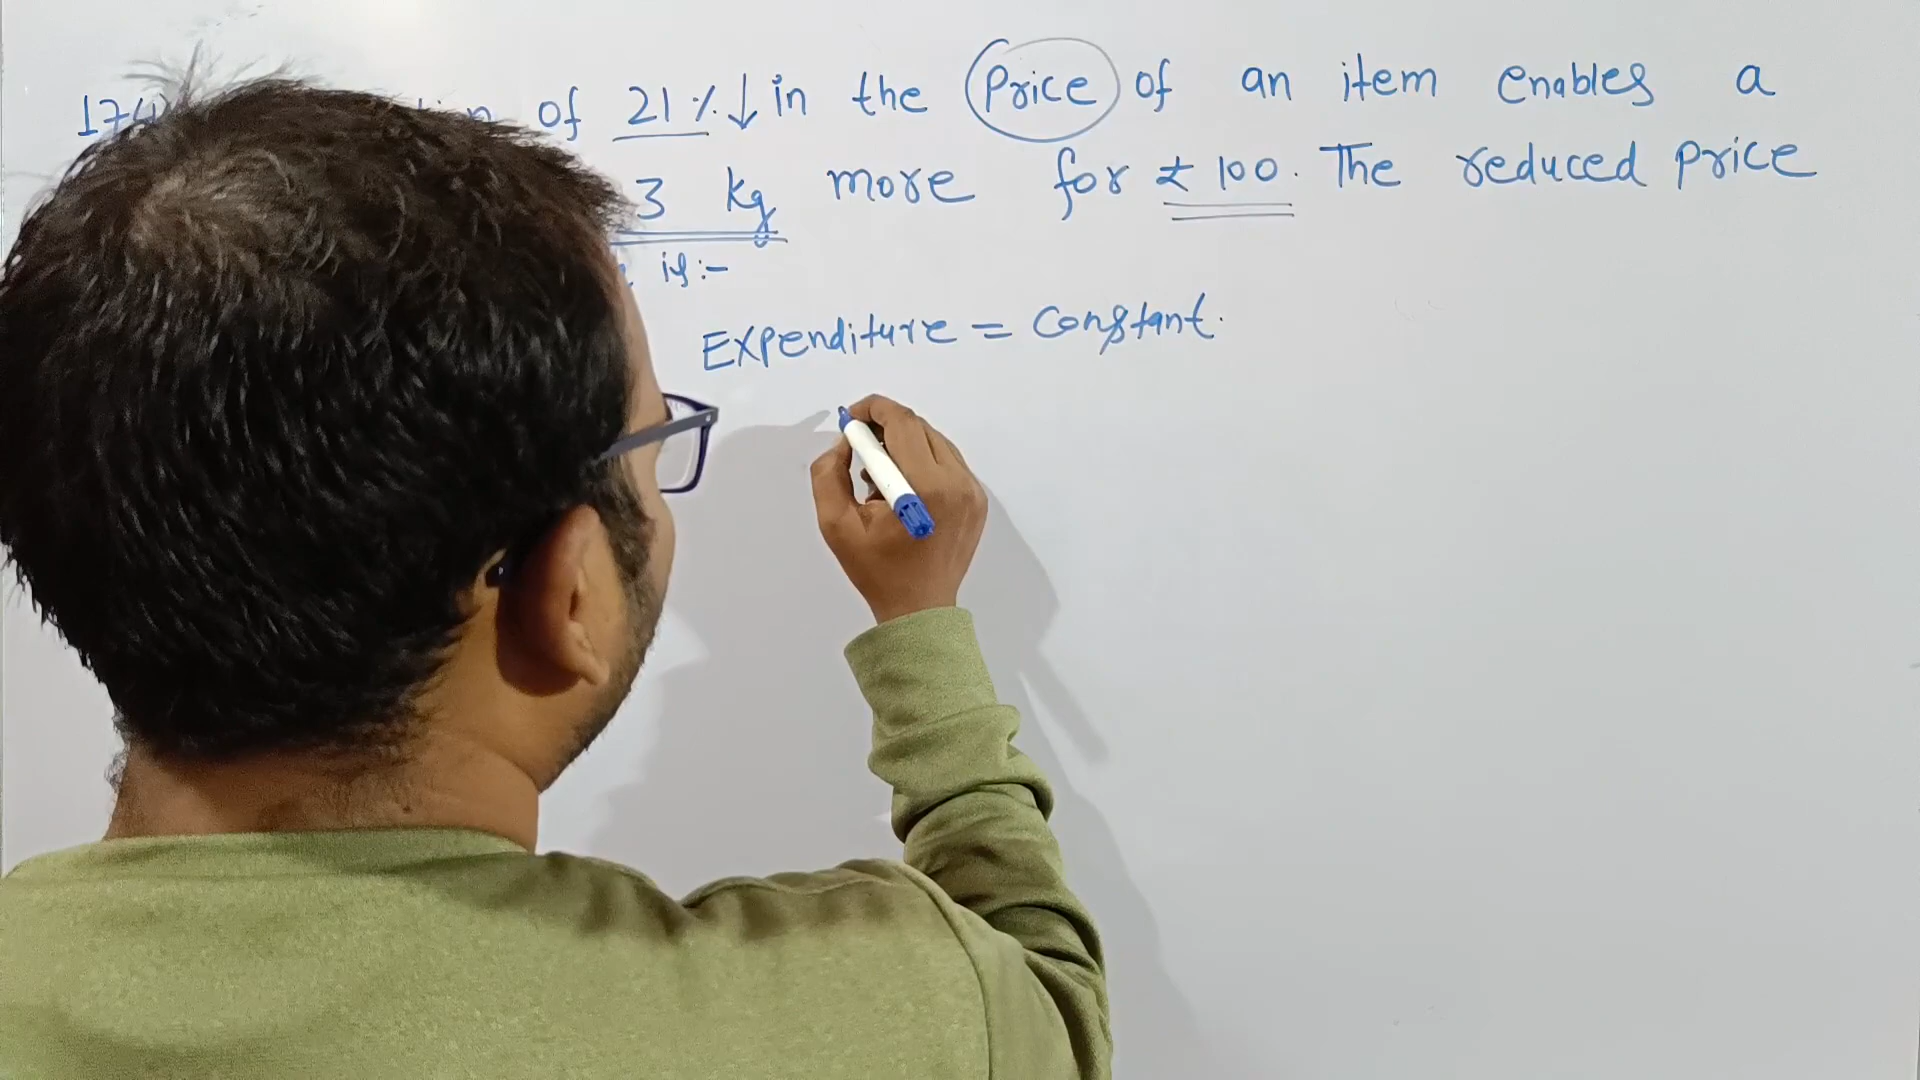 174 of 21% ↓ in the Price of an item enables a
3 kg more for ₹ 100. The reduced price
is:-
Expenditure = Constant.